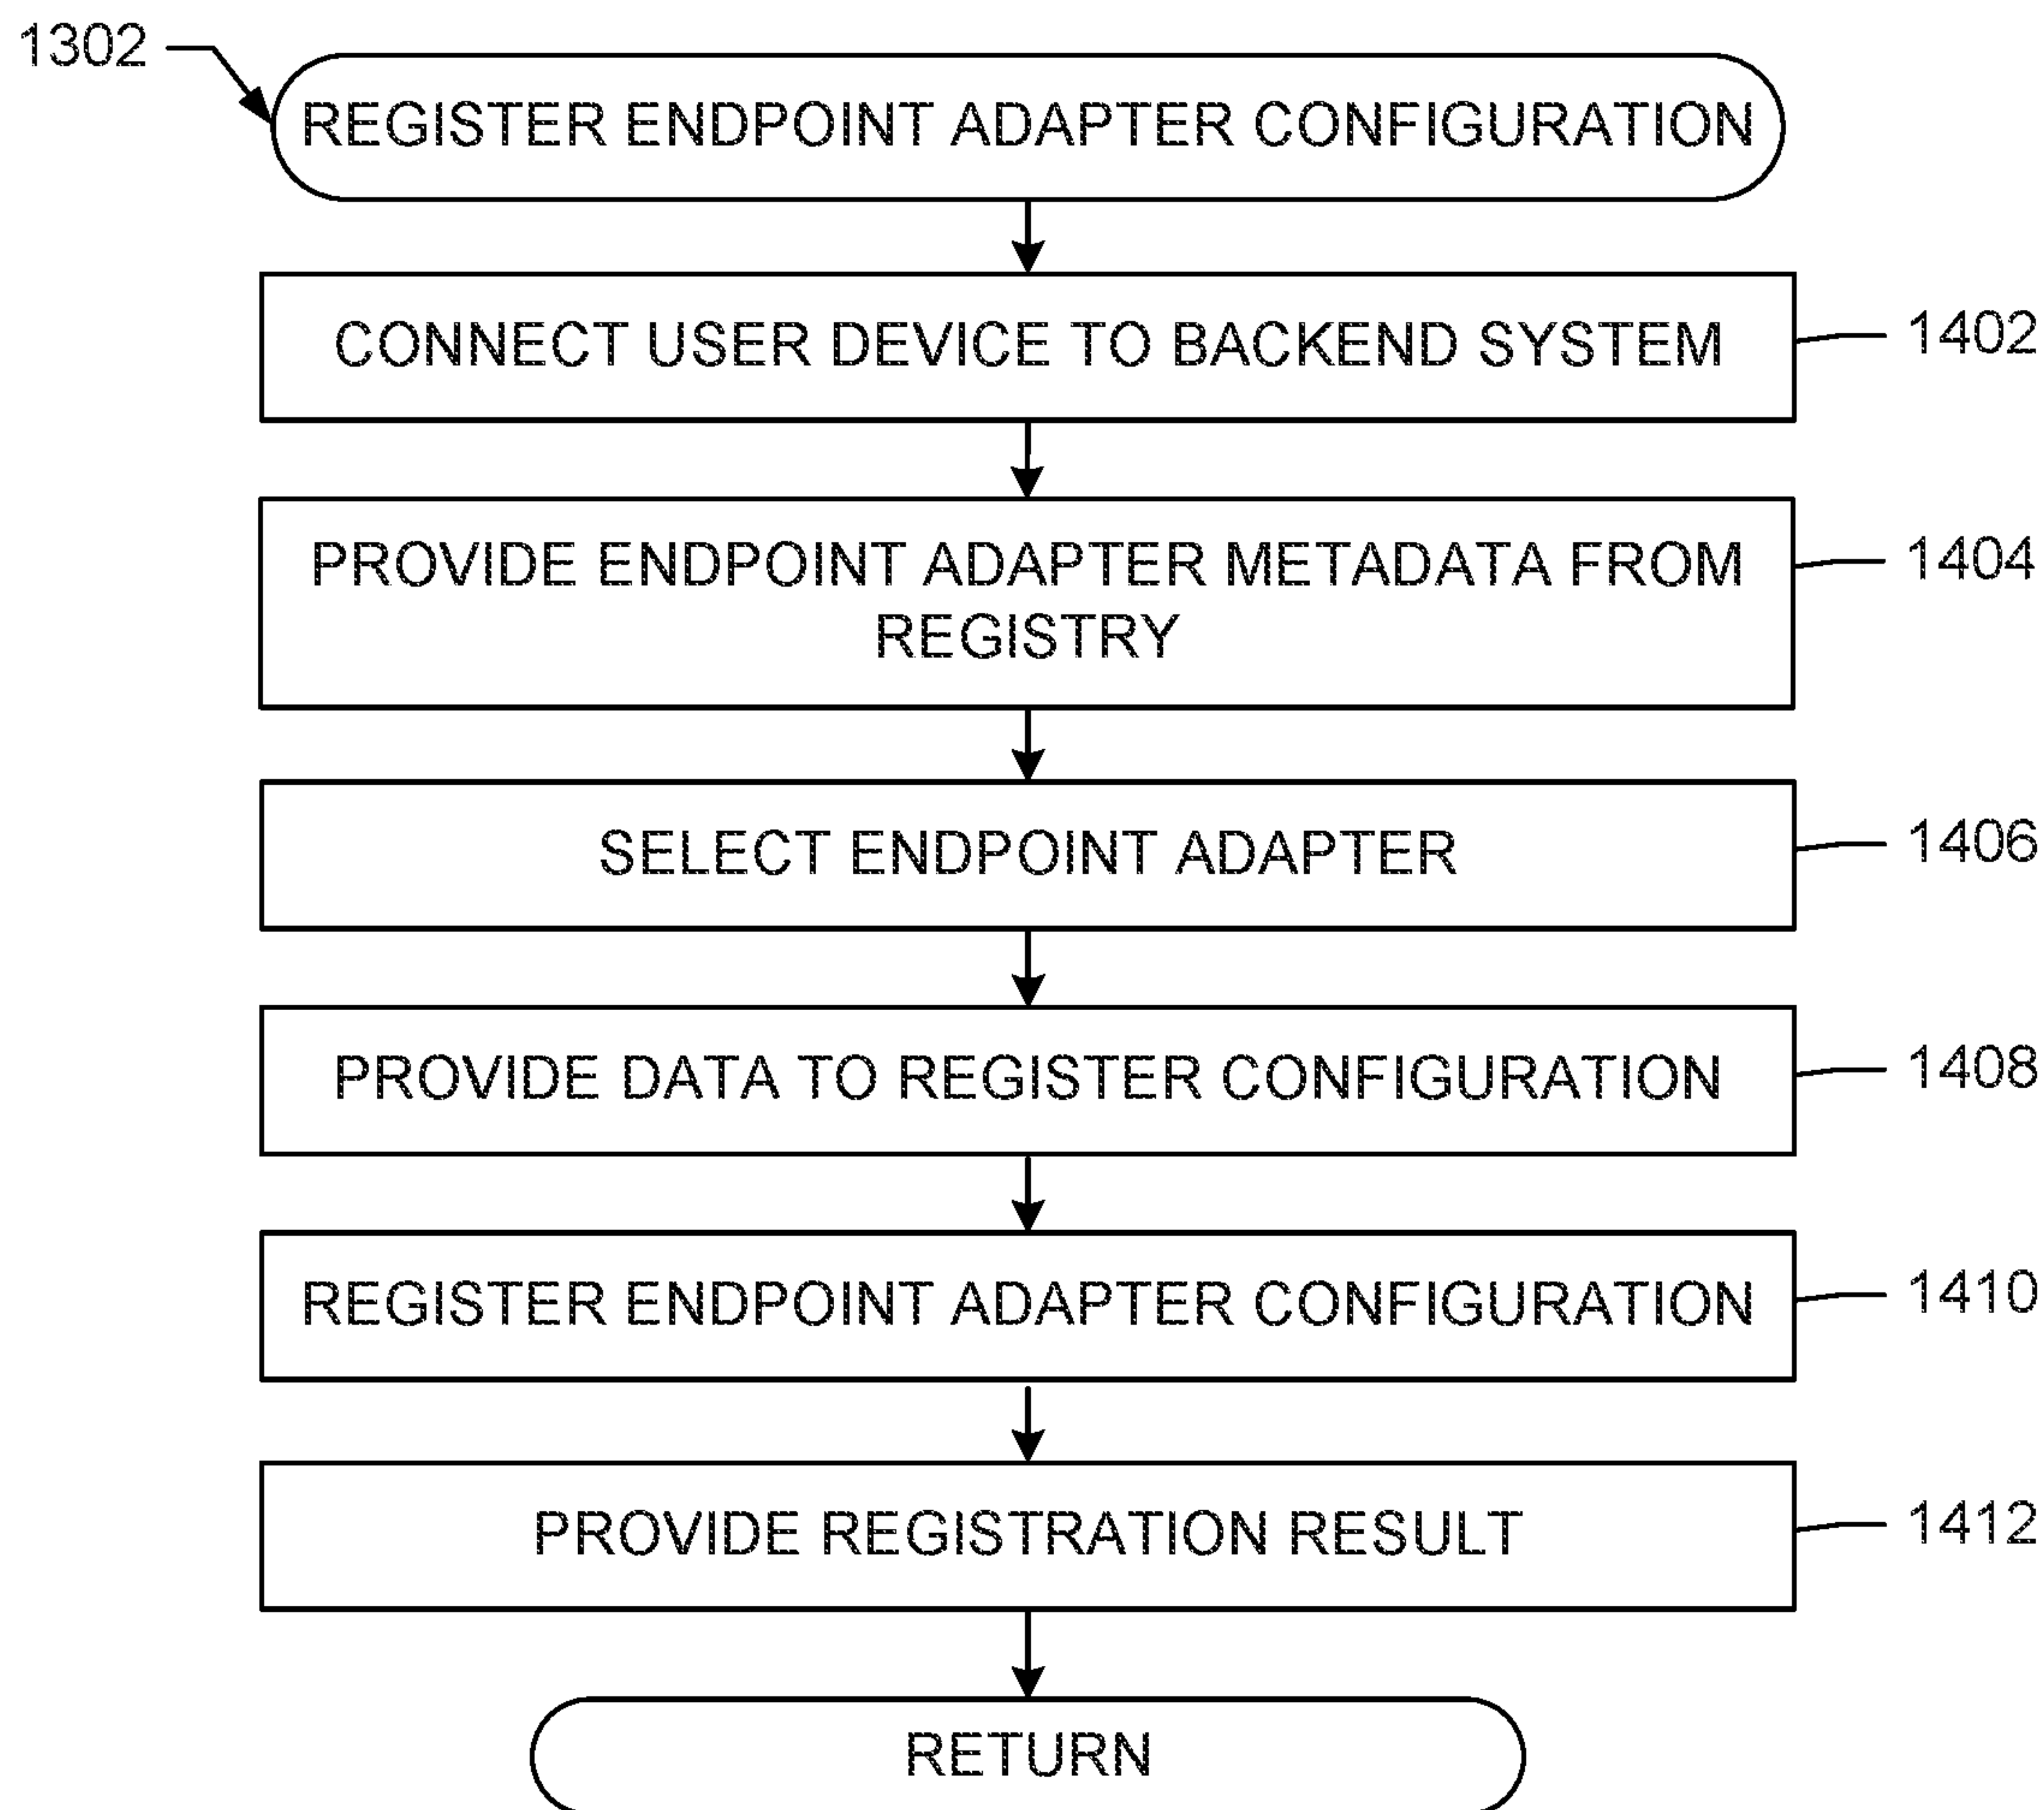 1302
REGISTER ENDPOINT ADAPTER CONFIGURATION
CONNECT USER DEVICE TO BACKEND SYSTEM
1402
PROVIDE ENDPOINT ADAPTER METADATA FROM
REGISTRY
1404
SELECT ENDPOINT ADAPTER
1406
PROVIDE DATA TO REGISTER CONFIGURATION
1408
REGISTER ENDPOINT ADAPTER CONFIGURATION
1410
PROVIDE REGISTRATION RESULT
1412
RETURN